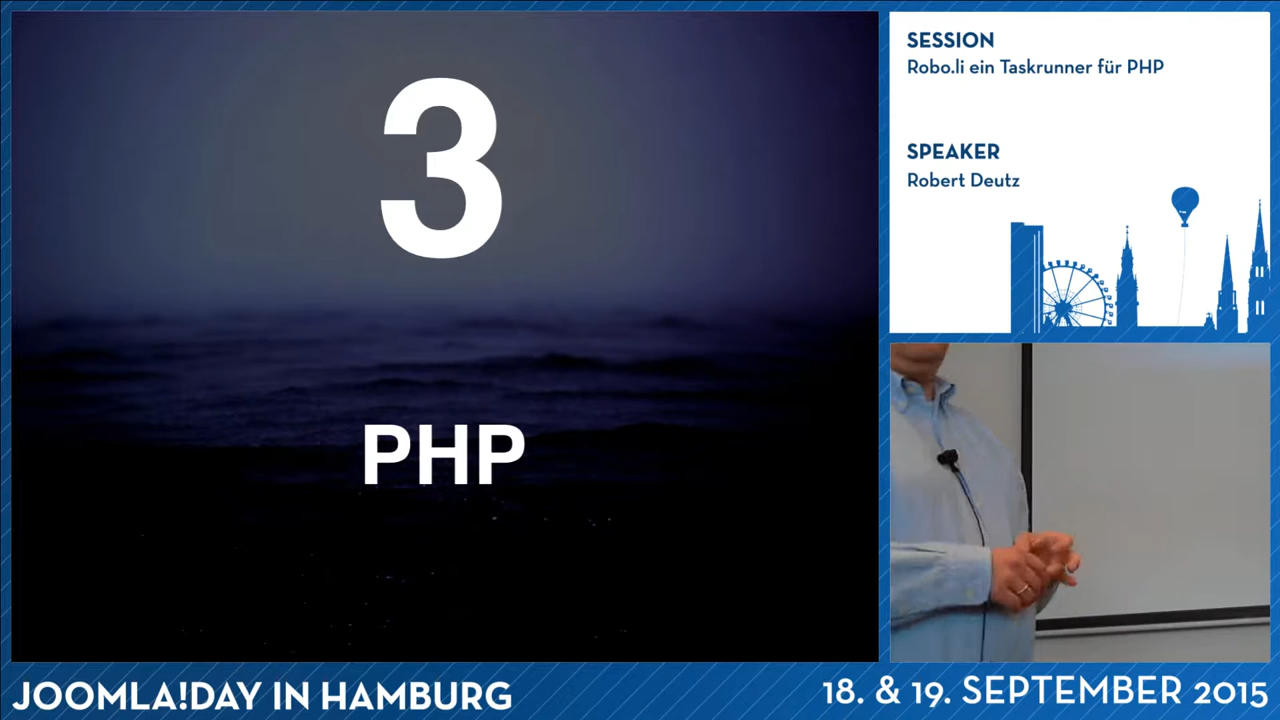 3
PHP
SESSION
Robo.li ein Taskrunner für PHP
SPEAKER
Robert Deutz
JOOMLA!DAY IN HAMBURG
18. & 19. SEPTEMBER 2015